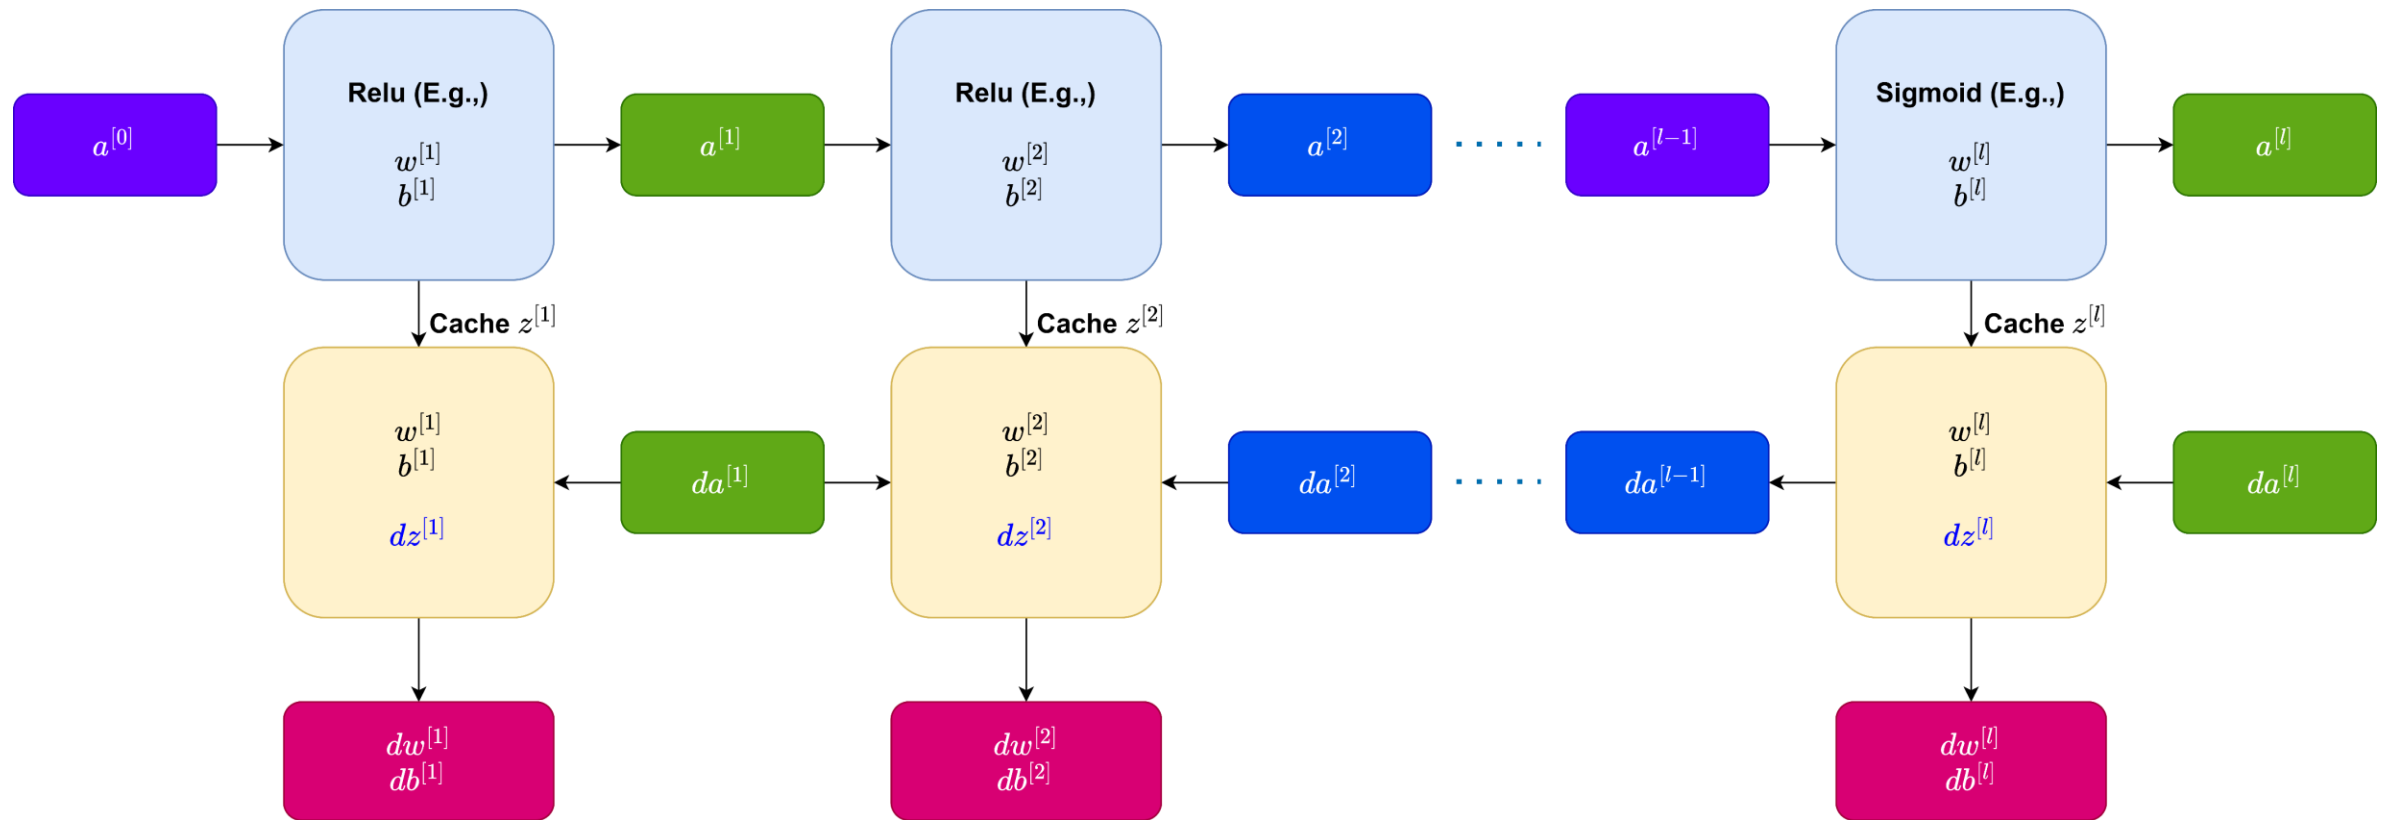 Relu (E.g.,)
Relu (E.g.,)
Sigmoid (E.g.,)
a^{[0]}
w^{[1]}
b^{[1]}
a^{[1]}
w^{[2]}
b^{[2]}
a^{[2]}
a^{[l-1]}
w^{[l]}
b^{[l]}
a^{[l]}
Cache z^{[1]}
Cache z^{[2]}
Cache z^{[l]}
w^{[1]}
b^{[1]}
dz^{[1]}
da^{[1]}
w^{[2]}
b^{[2]}
dz^{[2]}
da^{[2]}
da^{[l-1]}
w^{[l]}
b^{[l]}
dz^{[l]}
da^{[l]}
dw^{[1]}
db^{[1]}
dw^{[2]}
db^{[2]}
dw^{[l]}
db^{[l]}